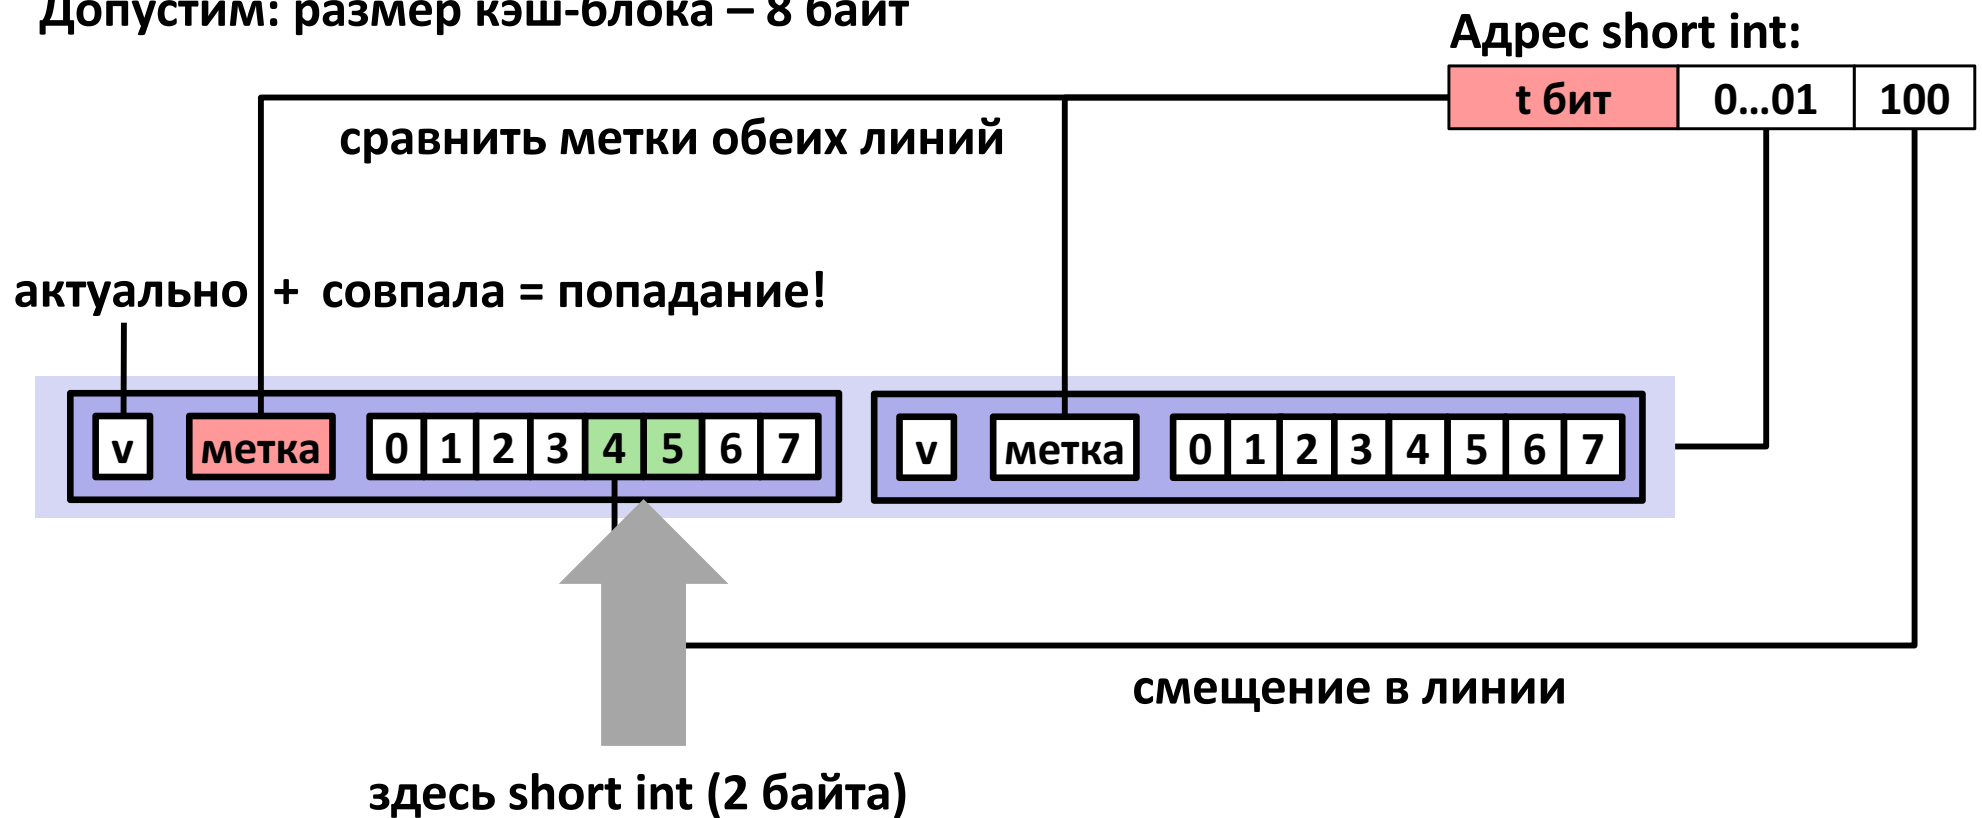 Допустим: размер кэш-блока – 8 байт
Адрес short int:
t бит 0...01 100
сравнить метки обеих линий
актуально + совпала = попадание!
v метка 0 1 2 3 4 5 6 7 v метка 0 1 2 3 4 5 6 7
смещение в линии
здесь short int (2 байта)